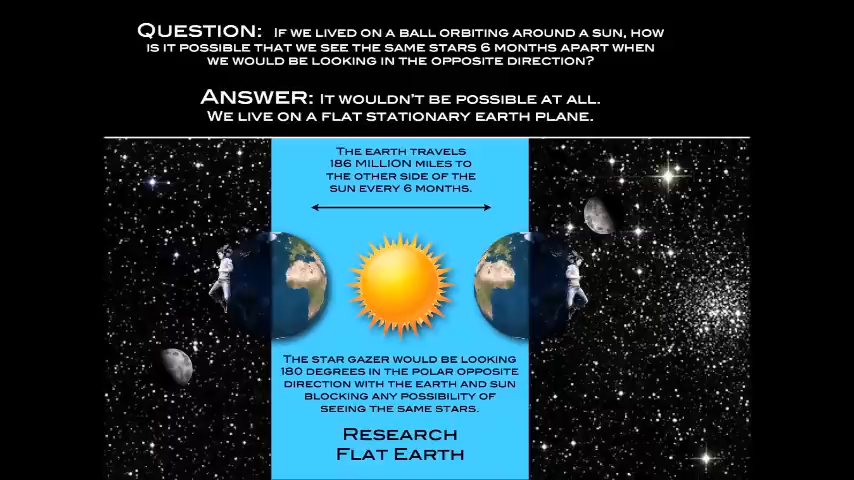 QUESTION: IF WE LIVED ON A BALL ORBITING AROUND A SUN, HOW
IS IT POSSIBLE THAT WE SEE THE SAME STARS 6 MONTHS APART WHEN
WE WOULD BE LOOKING IN THE OPPOSITE DIRECTION?
ANSWER: IT WOULDN'T BE POSSIBLE AT ALL.
WE LIVE ON A FLAT STATIONARY EARTH PLANE.
THE EARTH TRAVELS
186 MILLION MILES TO
THE OTHER SIDE OF THE
SUN EVERY 6 MONTHS.
THE STAR GAZER WOULD BE LOOKING
180 DEGREES IN THE POLAR OPPOSITE
DIRECTION WITH THE EARTH AND SUN
BLOCKING ANY POSSIBILITY OF
SEEING THE SAME STARS.
RESEARCH
FLAT EARTH